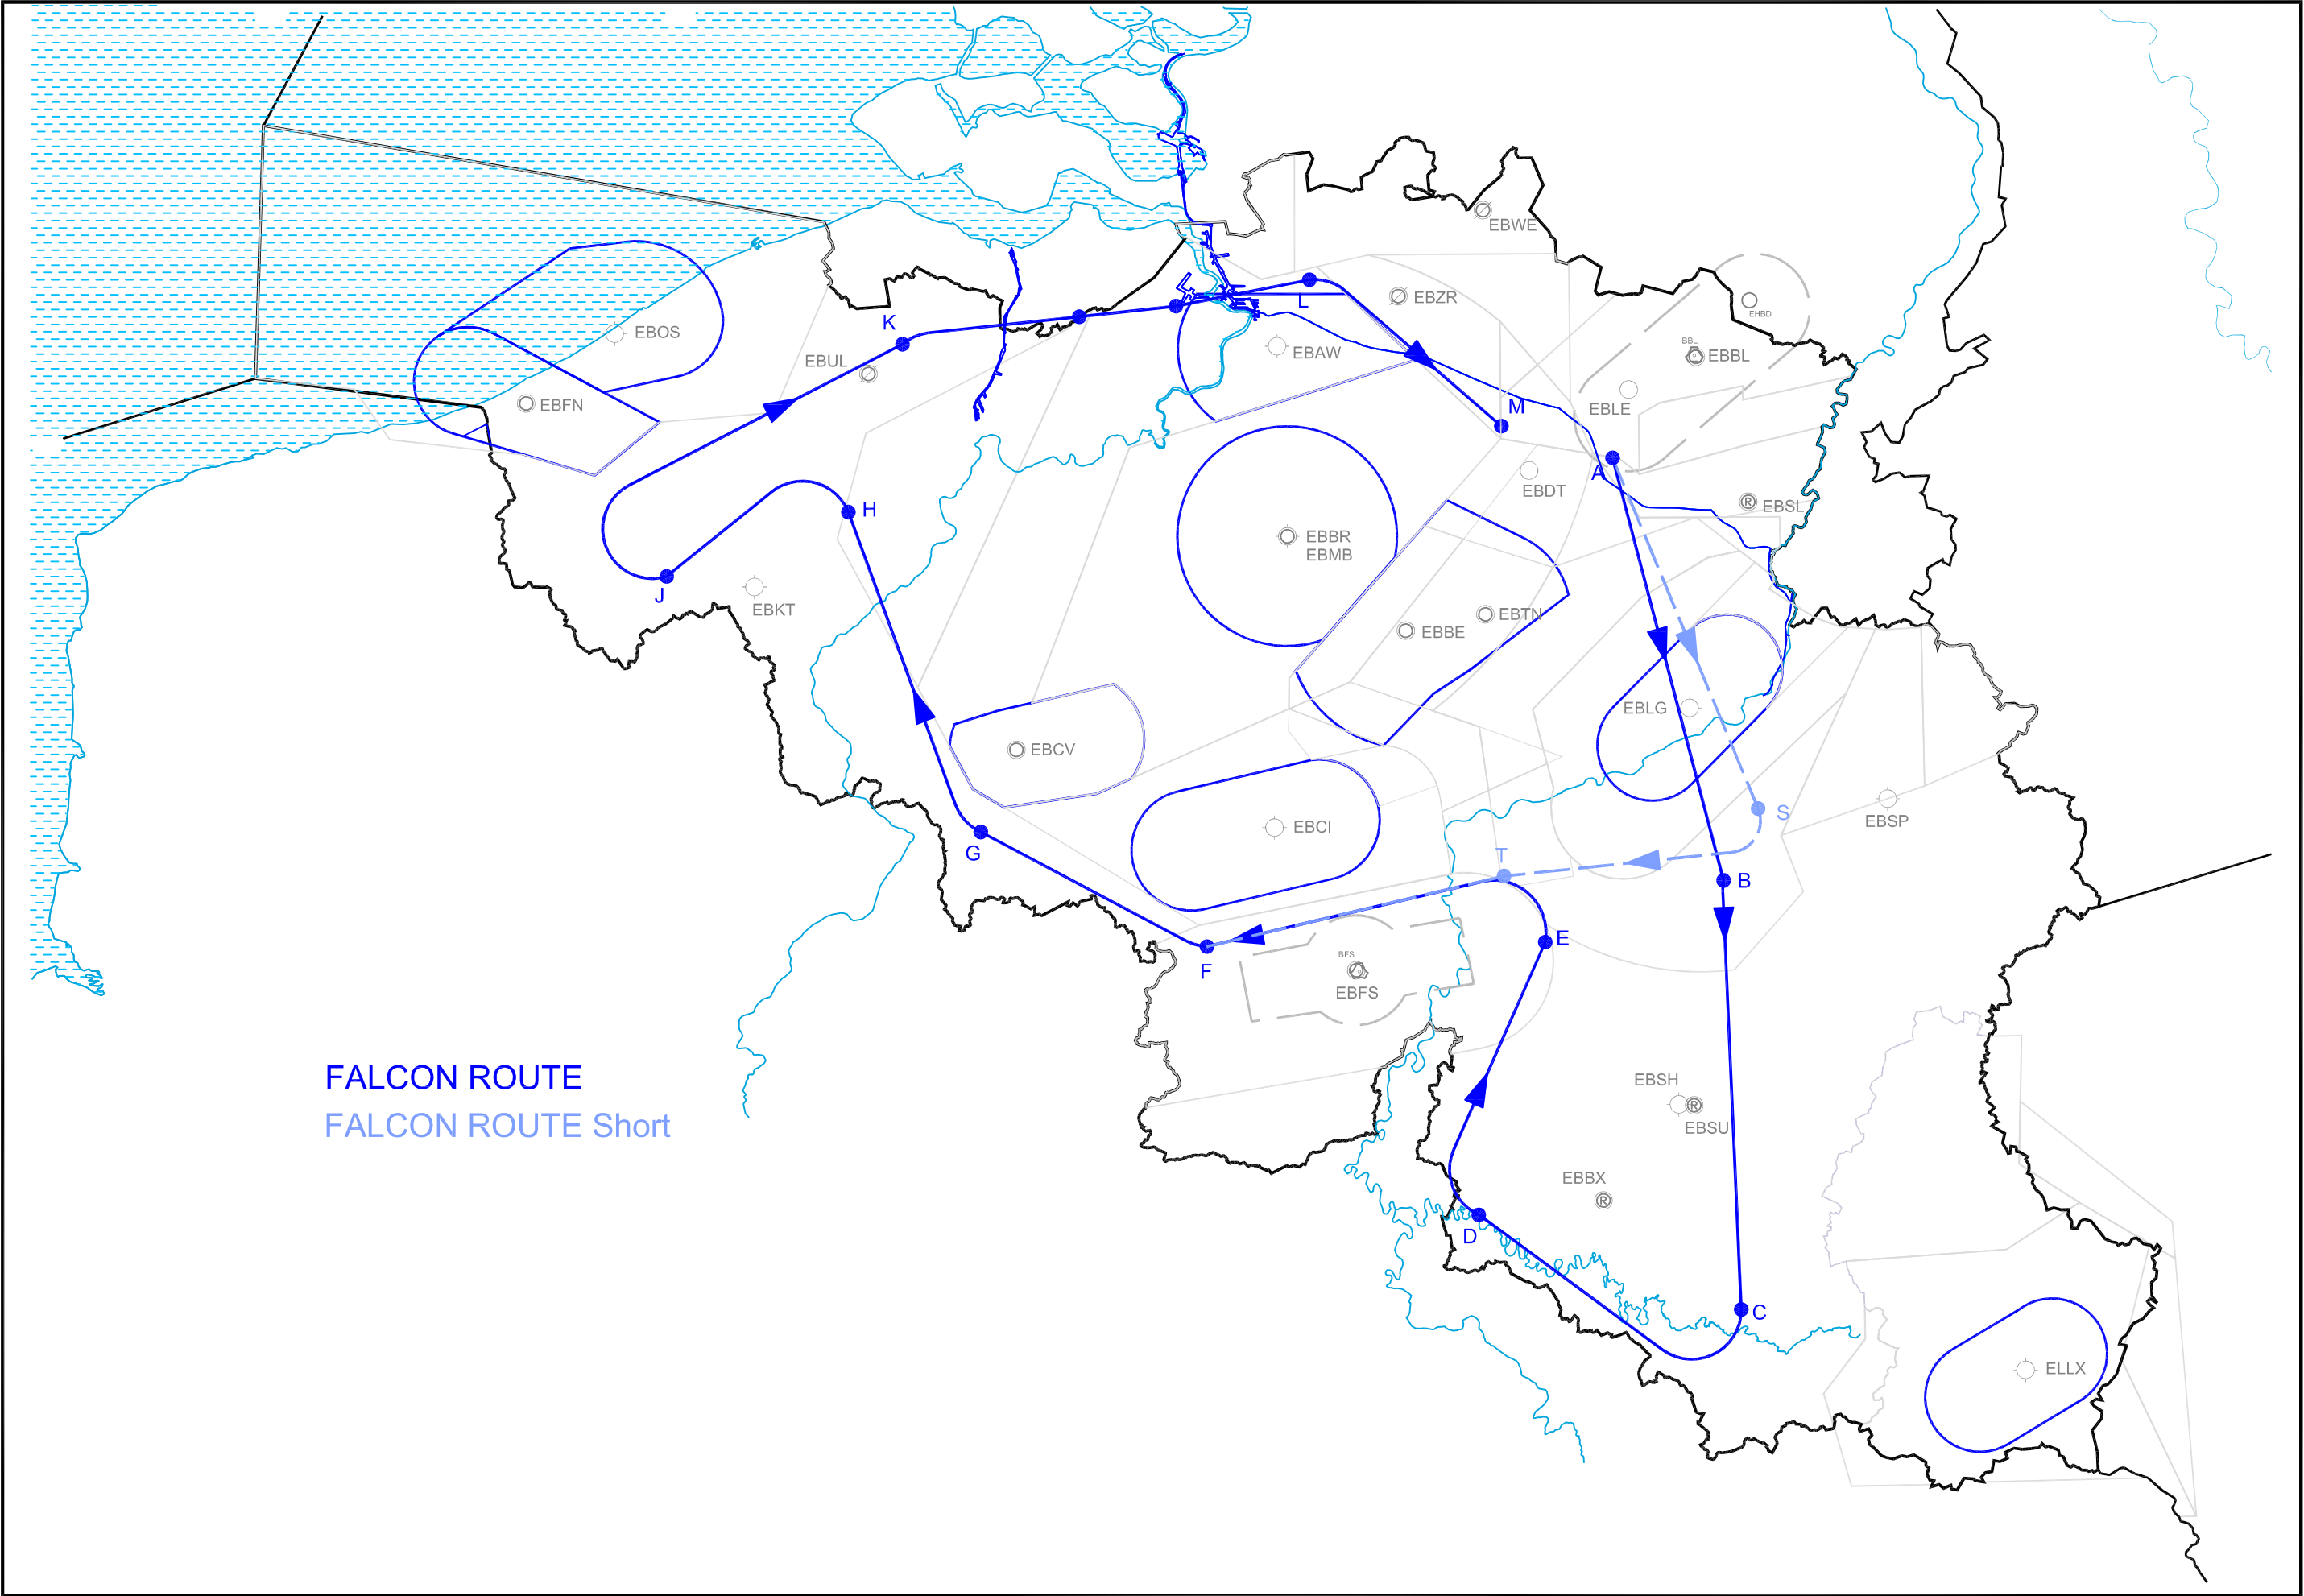 EBWE
EBZR
EHBD
L
K
EBOS
EBAW
BBL
EBBL
EBUL
EBFN
M
EBLE
A
EBDT
EBSL
H
EBBR
EBMB
J
EBKT
EBTN
EBBE
EBLG
EBCV
S
EBSP
EBCI
G
T
B
E
F
BFS
EBFS
FALCON ROUTE
FALCON ROUTE Short
EBSH
EBSU
EBBX
D
C
ELLX
R
R
R